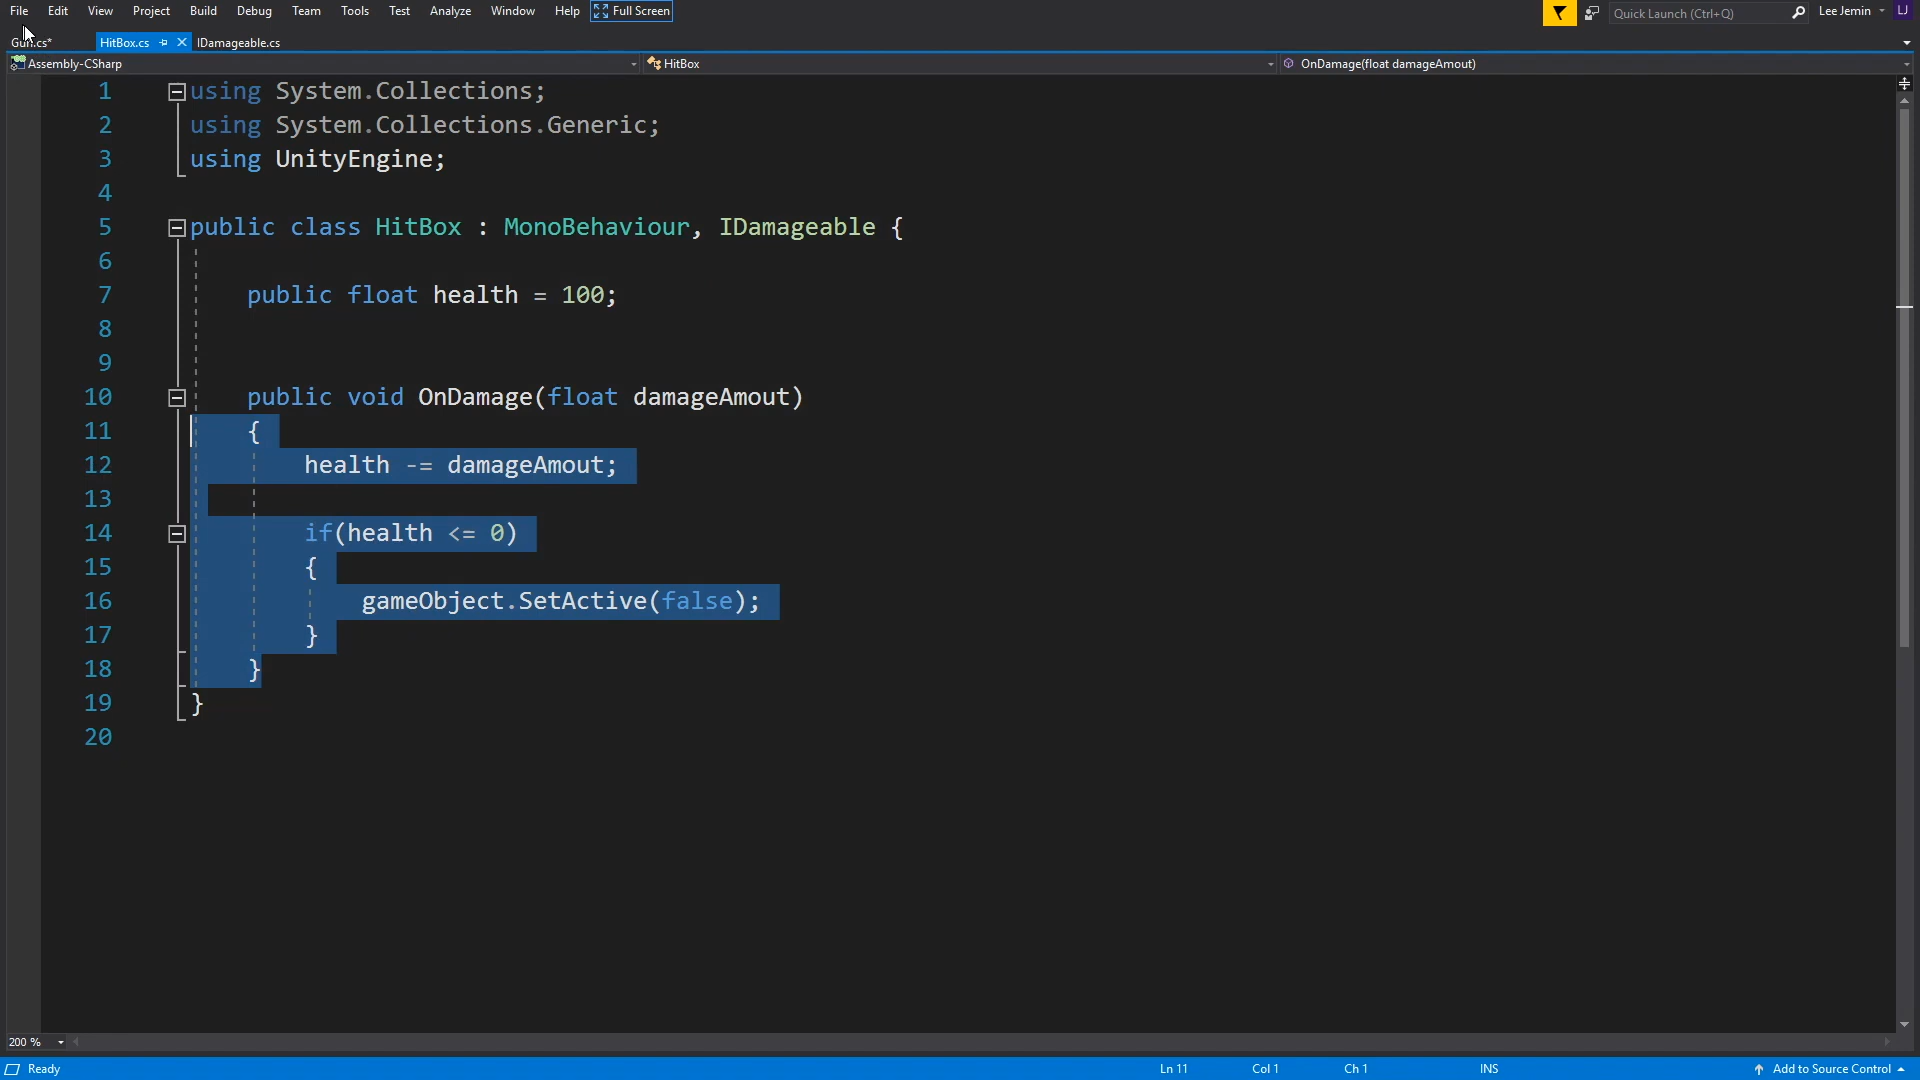 File Edit View Project Build Debug Team Tools Test Analyze Window Help Full Screen Quick Launch (Ctrl+Q) Lee Jemin LJ
HitBox.cs IDamageable.cs
Assembly-CSharp HitBox OnDamage(float damageAmout)
1 using System.Collections;
2 using System.Collections.Generic;
3 using UnityEngine;
4
5 public class HitBox : MonoBehaviour, IDamageable {
6
7 public float health = 100;
8
9
10 public void OnDamage(float damageAmout)
11 {
12 health -= damageAmout;
13
14 if(health <= 0)
15 {
16 gameObject.SetActive(false);
17 }
18 }
19 }
20
200 %
Ready Ln 11 Col 1 Ch 1 INS Add to Source Control